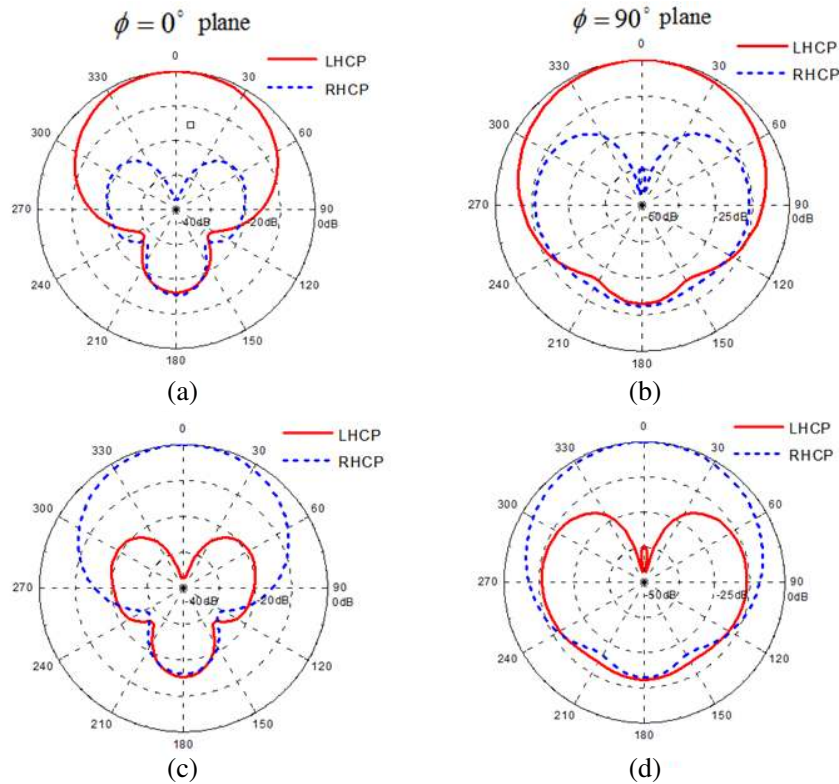 ϕ = 0° plane
0
30
60
90
120
150
180
210
240
270
300
330
-40dB
-20dB
0dB
LHCP
RHCP
(a)
ϕ = 90° plane
0
30
60
90
120
150
180
210
240
270
300
330
-25dB
0dB
LHCP
RHCP
(b)
0
30
60
90
120
150
180
210
240
270
300
330
-40dB
-20dB
0dB
LHCP
RHCP
(c)
0
30
60
90
120
150
180
210
240
270
300
330
-50dB
-25dB
0dB
LHCP
RHCP
(d)